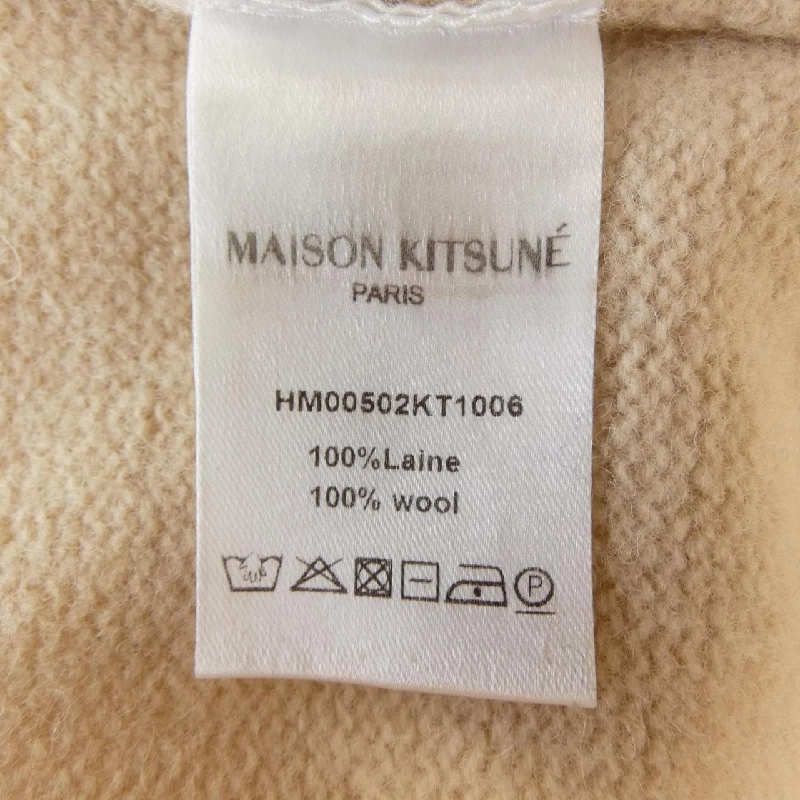 MAISON KITSUNÉ
PARIS
HM00502KT1006
100%Laine
100% wool
P